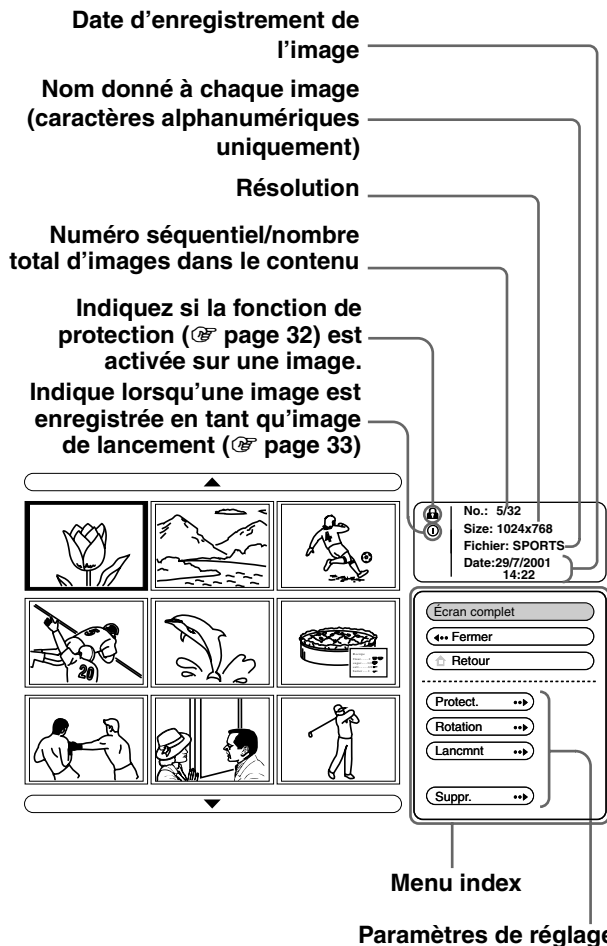 Date d’enregistrement de
l’image
Nom donné à chaque image
(caractères alphanumériques
uniquement)
Résolution
Numéro séquentiel/nombre
total d’images dans le contenu
Indiquez si la fonction de
protection (☞ page 32) est
activée sur une image.
Indique lorsqu’une image est
enregistrée en tant qu’image
de lancement (☞ page 33)
No.: 5/32
Size: 1024x768
Fichier: SPORTS
Date:29/7/2001
14:22
4
20
Écran complet
Fermer
Retour
Protect.
Rotation
Lancmnt
Suppr.
Menu index
Paramètres de réglage